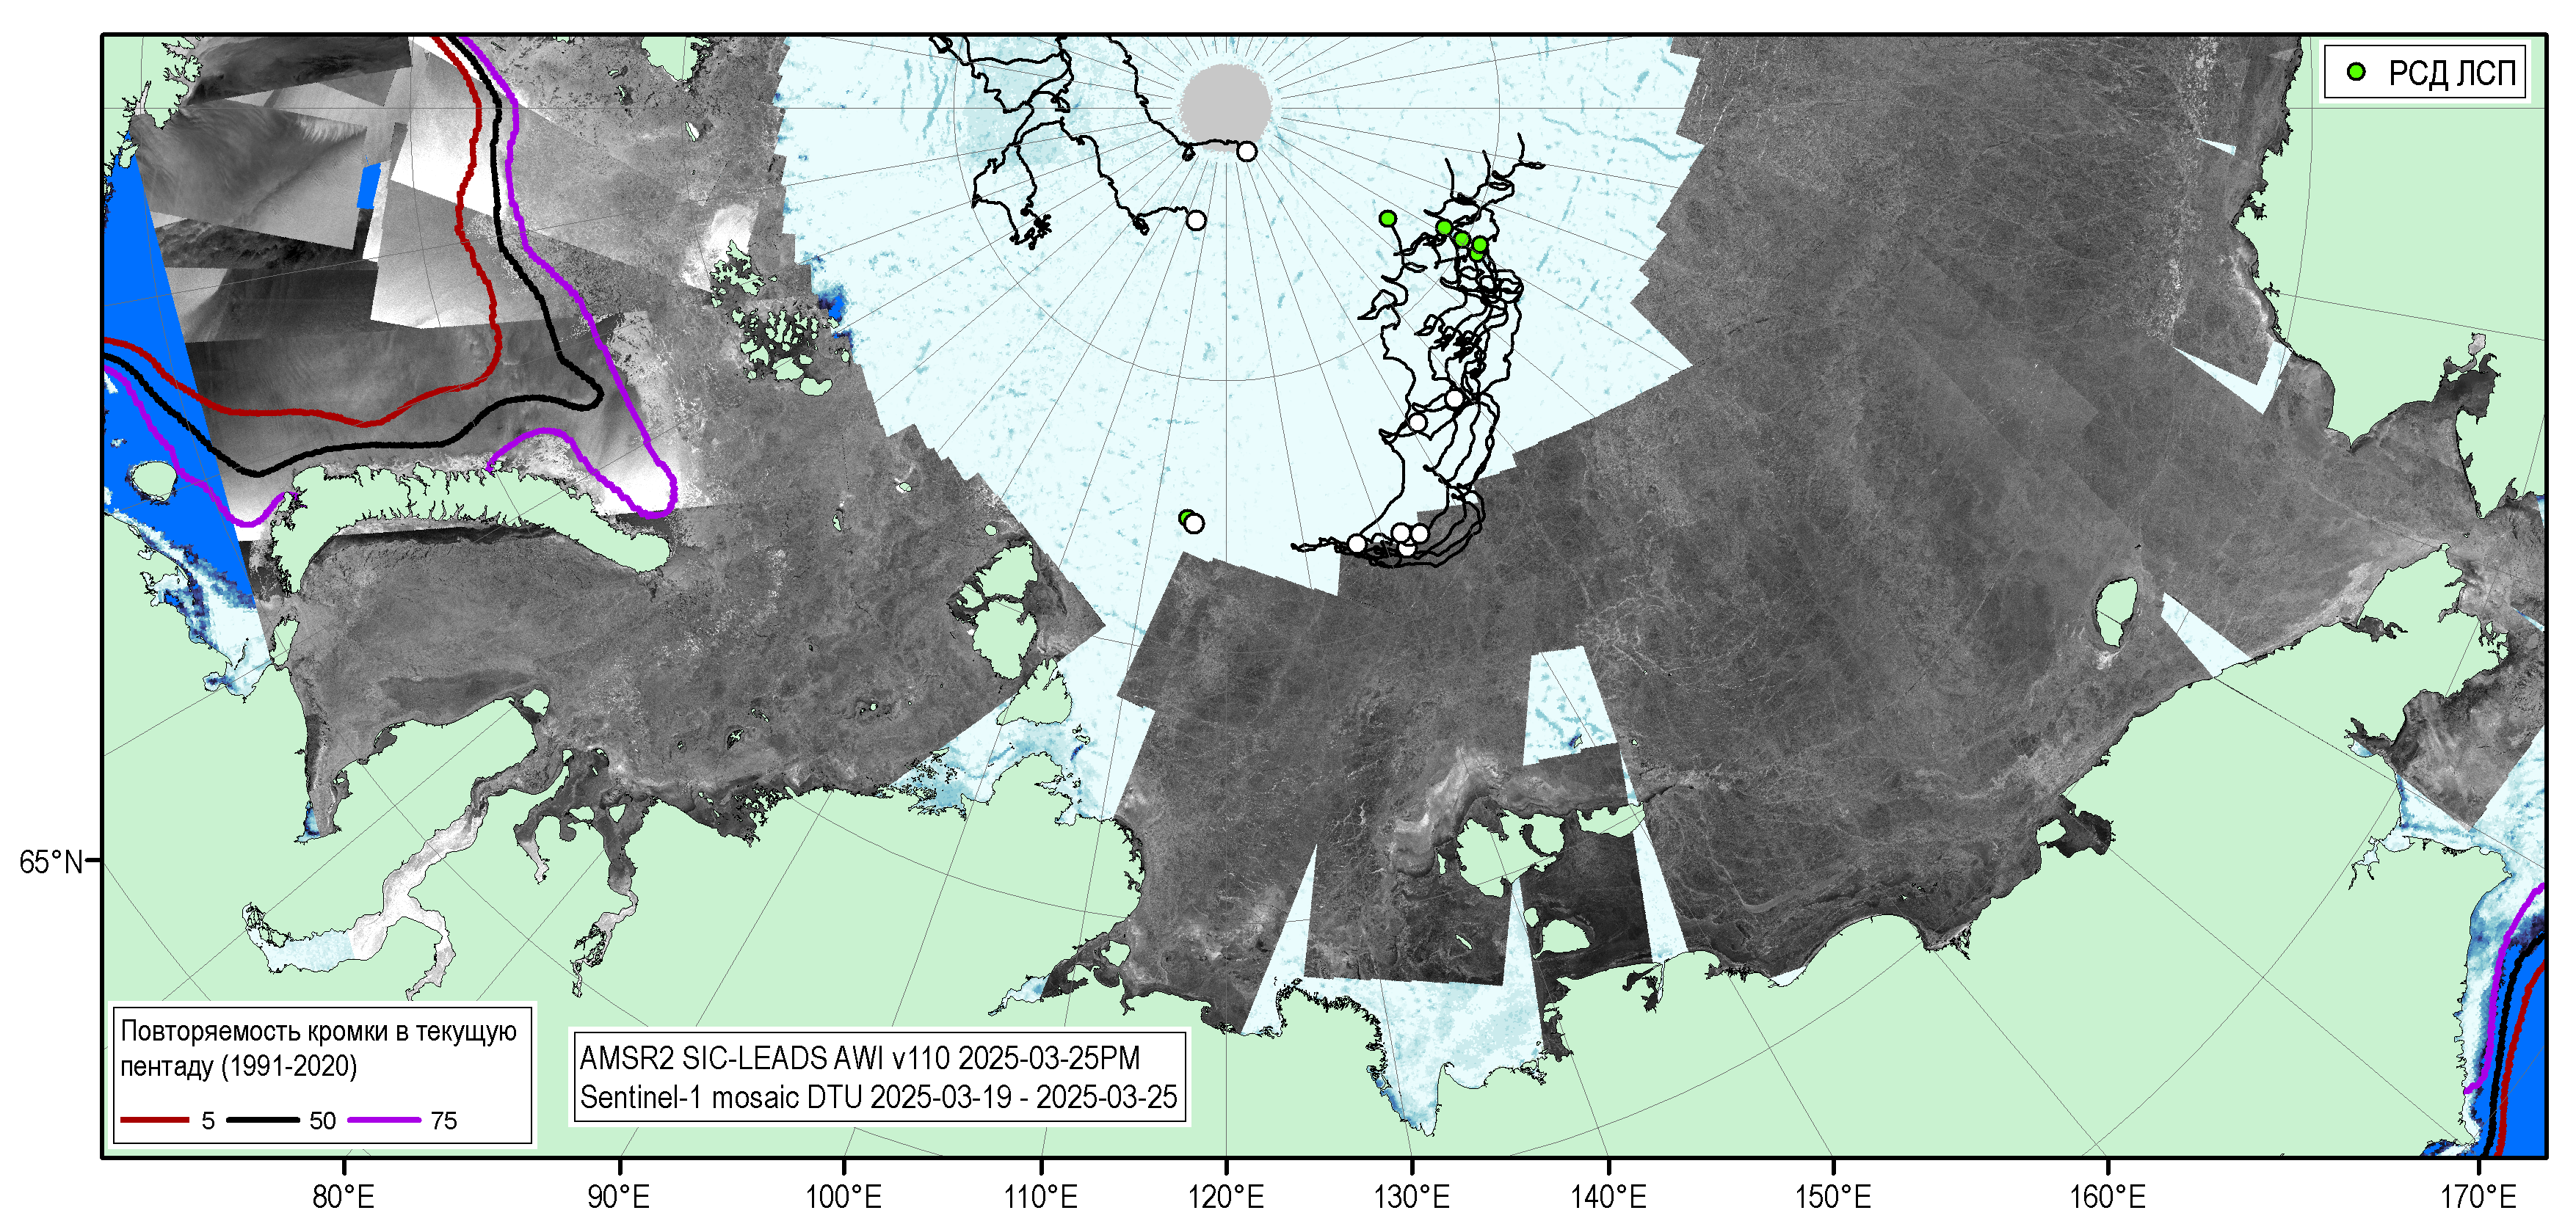 РСД ЛСП
65°N
Повторяемость кромки в текущую
пентаду (1991-2020)
5 50 75
AMSR2 SIC-LEADS AWI v110 2025-03-25PM
Sentinel-1 mosaic DTU 2025-03-19 - 2025-03-25
80°E 90°E 100°E 110°E 120°E 130°E 140°E 150°E 160°E 170°E